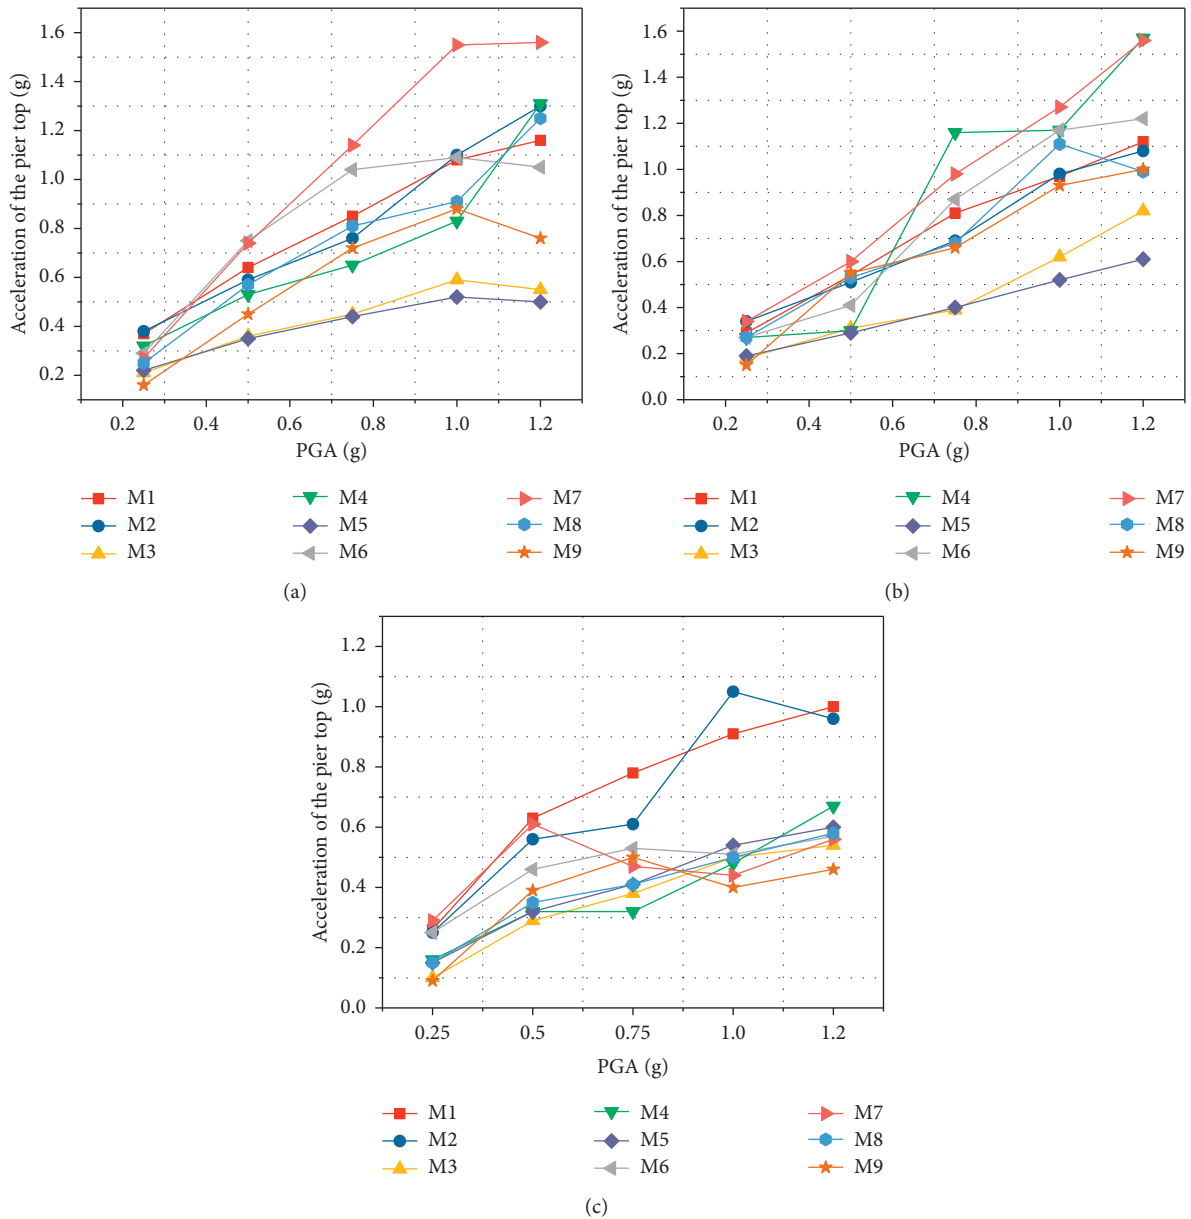 Acceleration of the pier top (g)
1.6
1.4
1.2
1.0
0.8
0.6
0.4
0.2
0.2 0.4 0.6 0.8 1.0 1.2
PGA (g)
M1 M4 M7
M2 M5 M8
M3 M6 M9
(a)
Acceleration of the pier top (g)
1.6
1.4
1.2
1.0
0.8
0.6
0.4
0.2
0.0
0.2 0.4 0.6 0.8 1.0 1.2
PGA (g)
M1 M4 M7
M2 M5 M8
M3 M6 M9
(b)
Acceleration of the pier top (g)
1.2
1.0
0.8
0.6
0.4
0.2
0.0
0.25 0.5 0.75 1.0 1.2
PGA (g)
M1 M4 M7
M2 M5 M8
M3 M6 M9
(c)